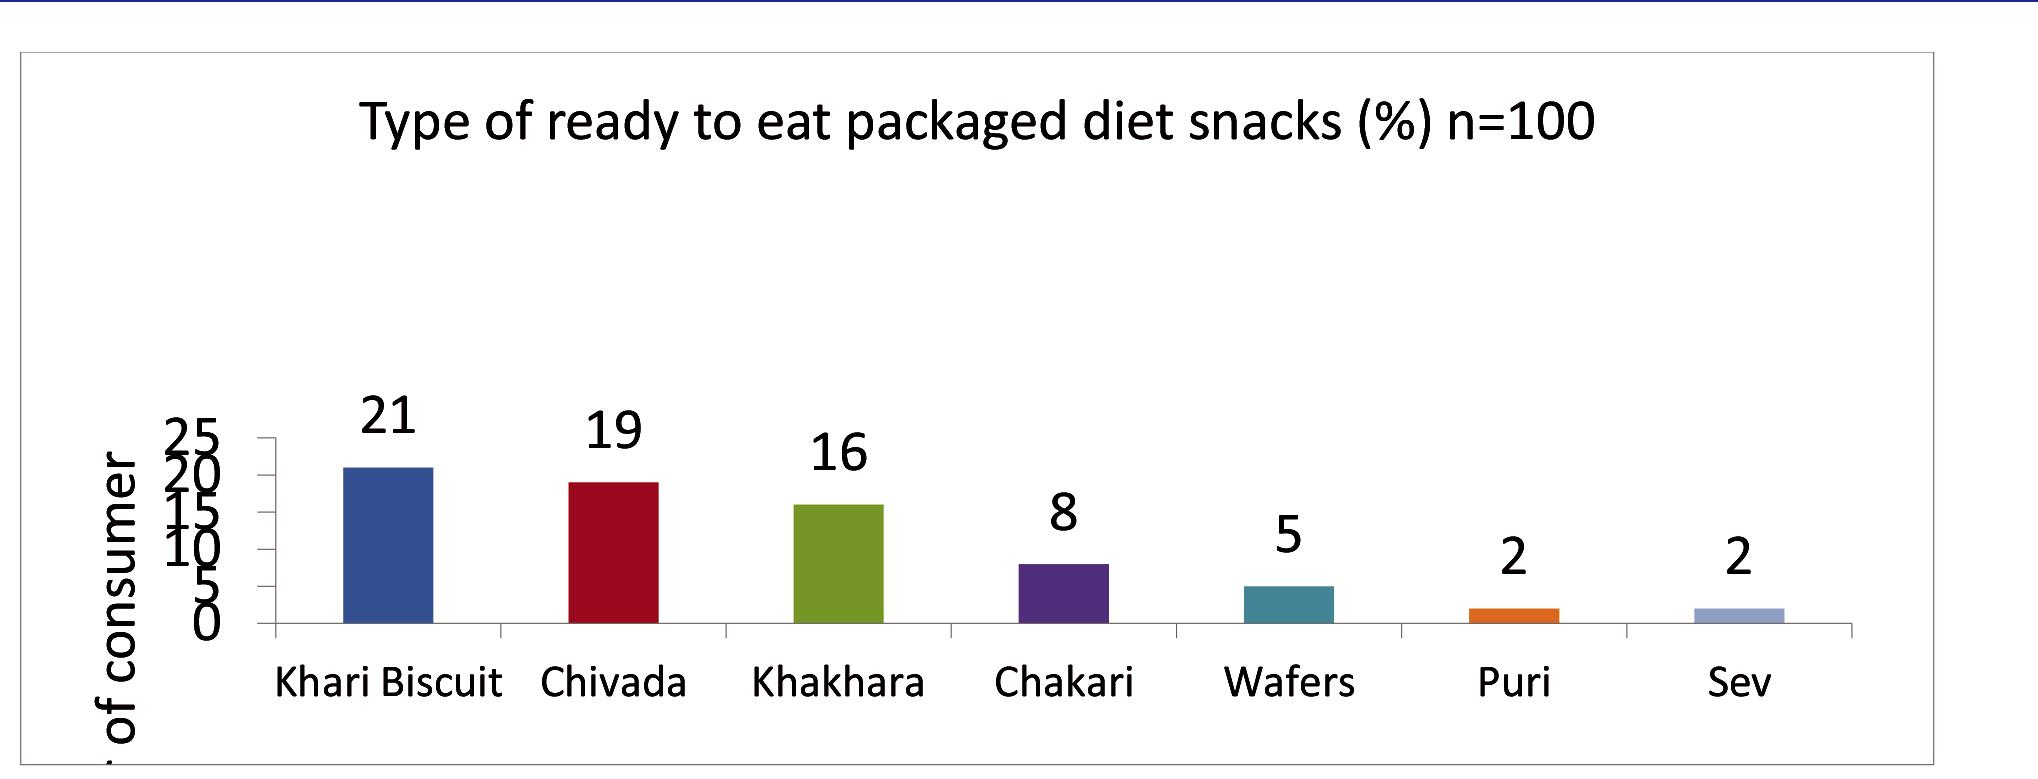 Type of ready to eat packaged diet snacks (%) n=100
25
20
15
10
5
0
21
19
16
8
5
2
2
Khari Biscuit
Chivada
Khakhara
Chakari
Wafers
Puri
Sev
of consumer